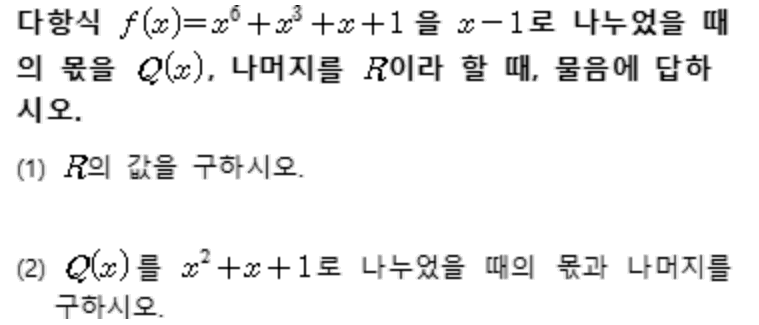 다항식 f(x)=x⁶+x³+x+1 을 x-1로 나누었을 때
의 몫을 Q(x), 나머지를 R이라 할 때, 물음에 답하
시오.
(1) R의 값을 구하시오.
(2) Q(x)를 x²+x+1로 나누었을 때의 몫과 나머지를
구하시오.